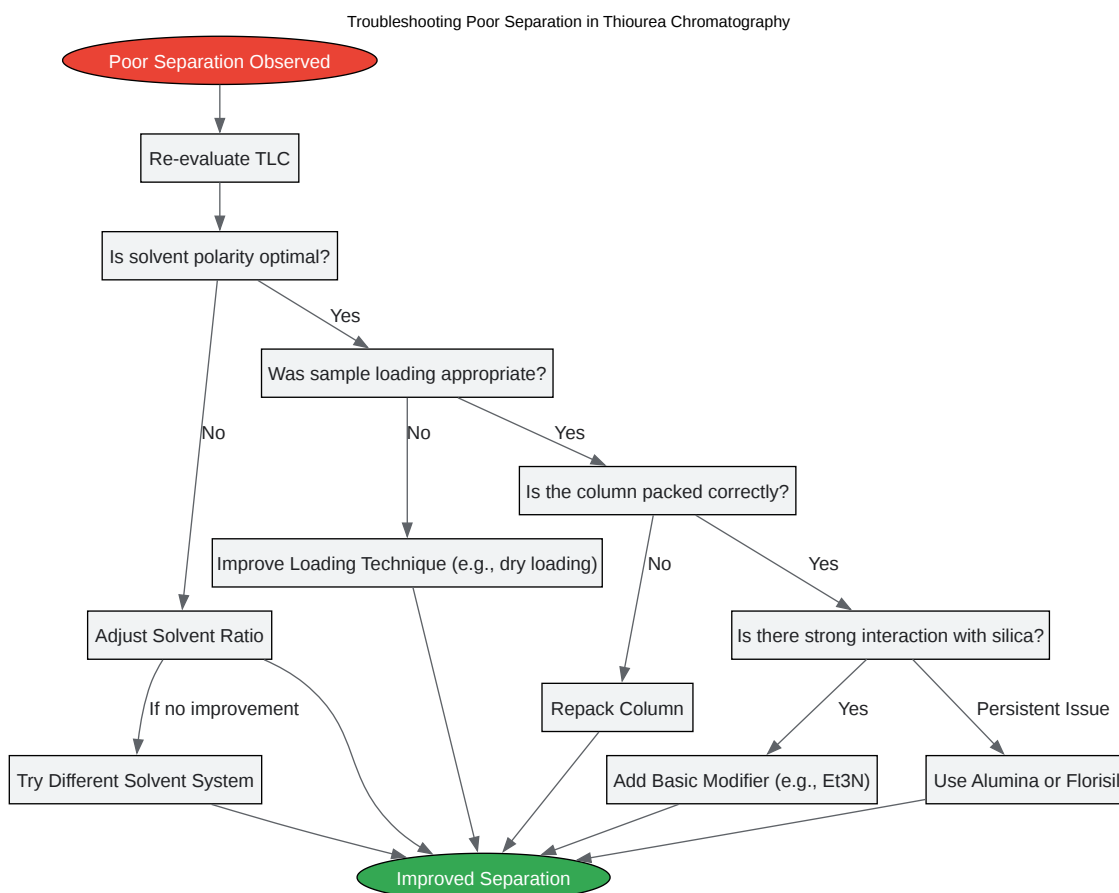 Troubleshooting Poor Separation in Thiourea Chromatography
Poor Separation Observed
Re-evaluate TLC
Is solvent polarity optimal?
Yes
Was sample loading appropriate?
No
No
Yes
Is the column packed correctly?
Improve Loading Technique (e.g., dry loading)
No
Yes
Adjust Solvent Ratio
Is there strong interaction with silica?
If no improvement
Repack Column
Yes
Persistent Issue
Try Different Solvent System
Add Basic Modifier (e.g., Et3N)
Use Alumina or Florisil
Improved Separation